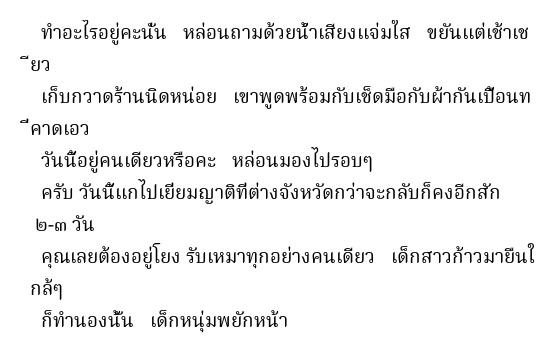 ทำอะไรอยู่คะนั่น   หล่อนถามด้วยน้ำเสียงแจ่มใส   ขยันแต่เช้าเช
ียว
เก็บกวาดร้านนิดหน่อย   เขาพูดพร้อมกับเช็ดมือกับผ้ากันเปื้อนท
ี่คาดเอว
วันนี้อยู่คนเดียวหรือคะ   หล่อนมองไปรอบๆ
ครับ วันนี้แกไปเยี่ยมญาติที่ต่างจังหวัดกว่าจะกลับก็คงอีกสัก
๒-๓ วัน
คุณเลยต้องอยู่โยง รับเหมาทุกอย่างคนเดียว   เด็กสาวก้าวมายืนใ
กล้ๆ
ก็ทำนองนั้น   เด็กหนุ่มพยักหน้า